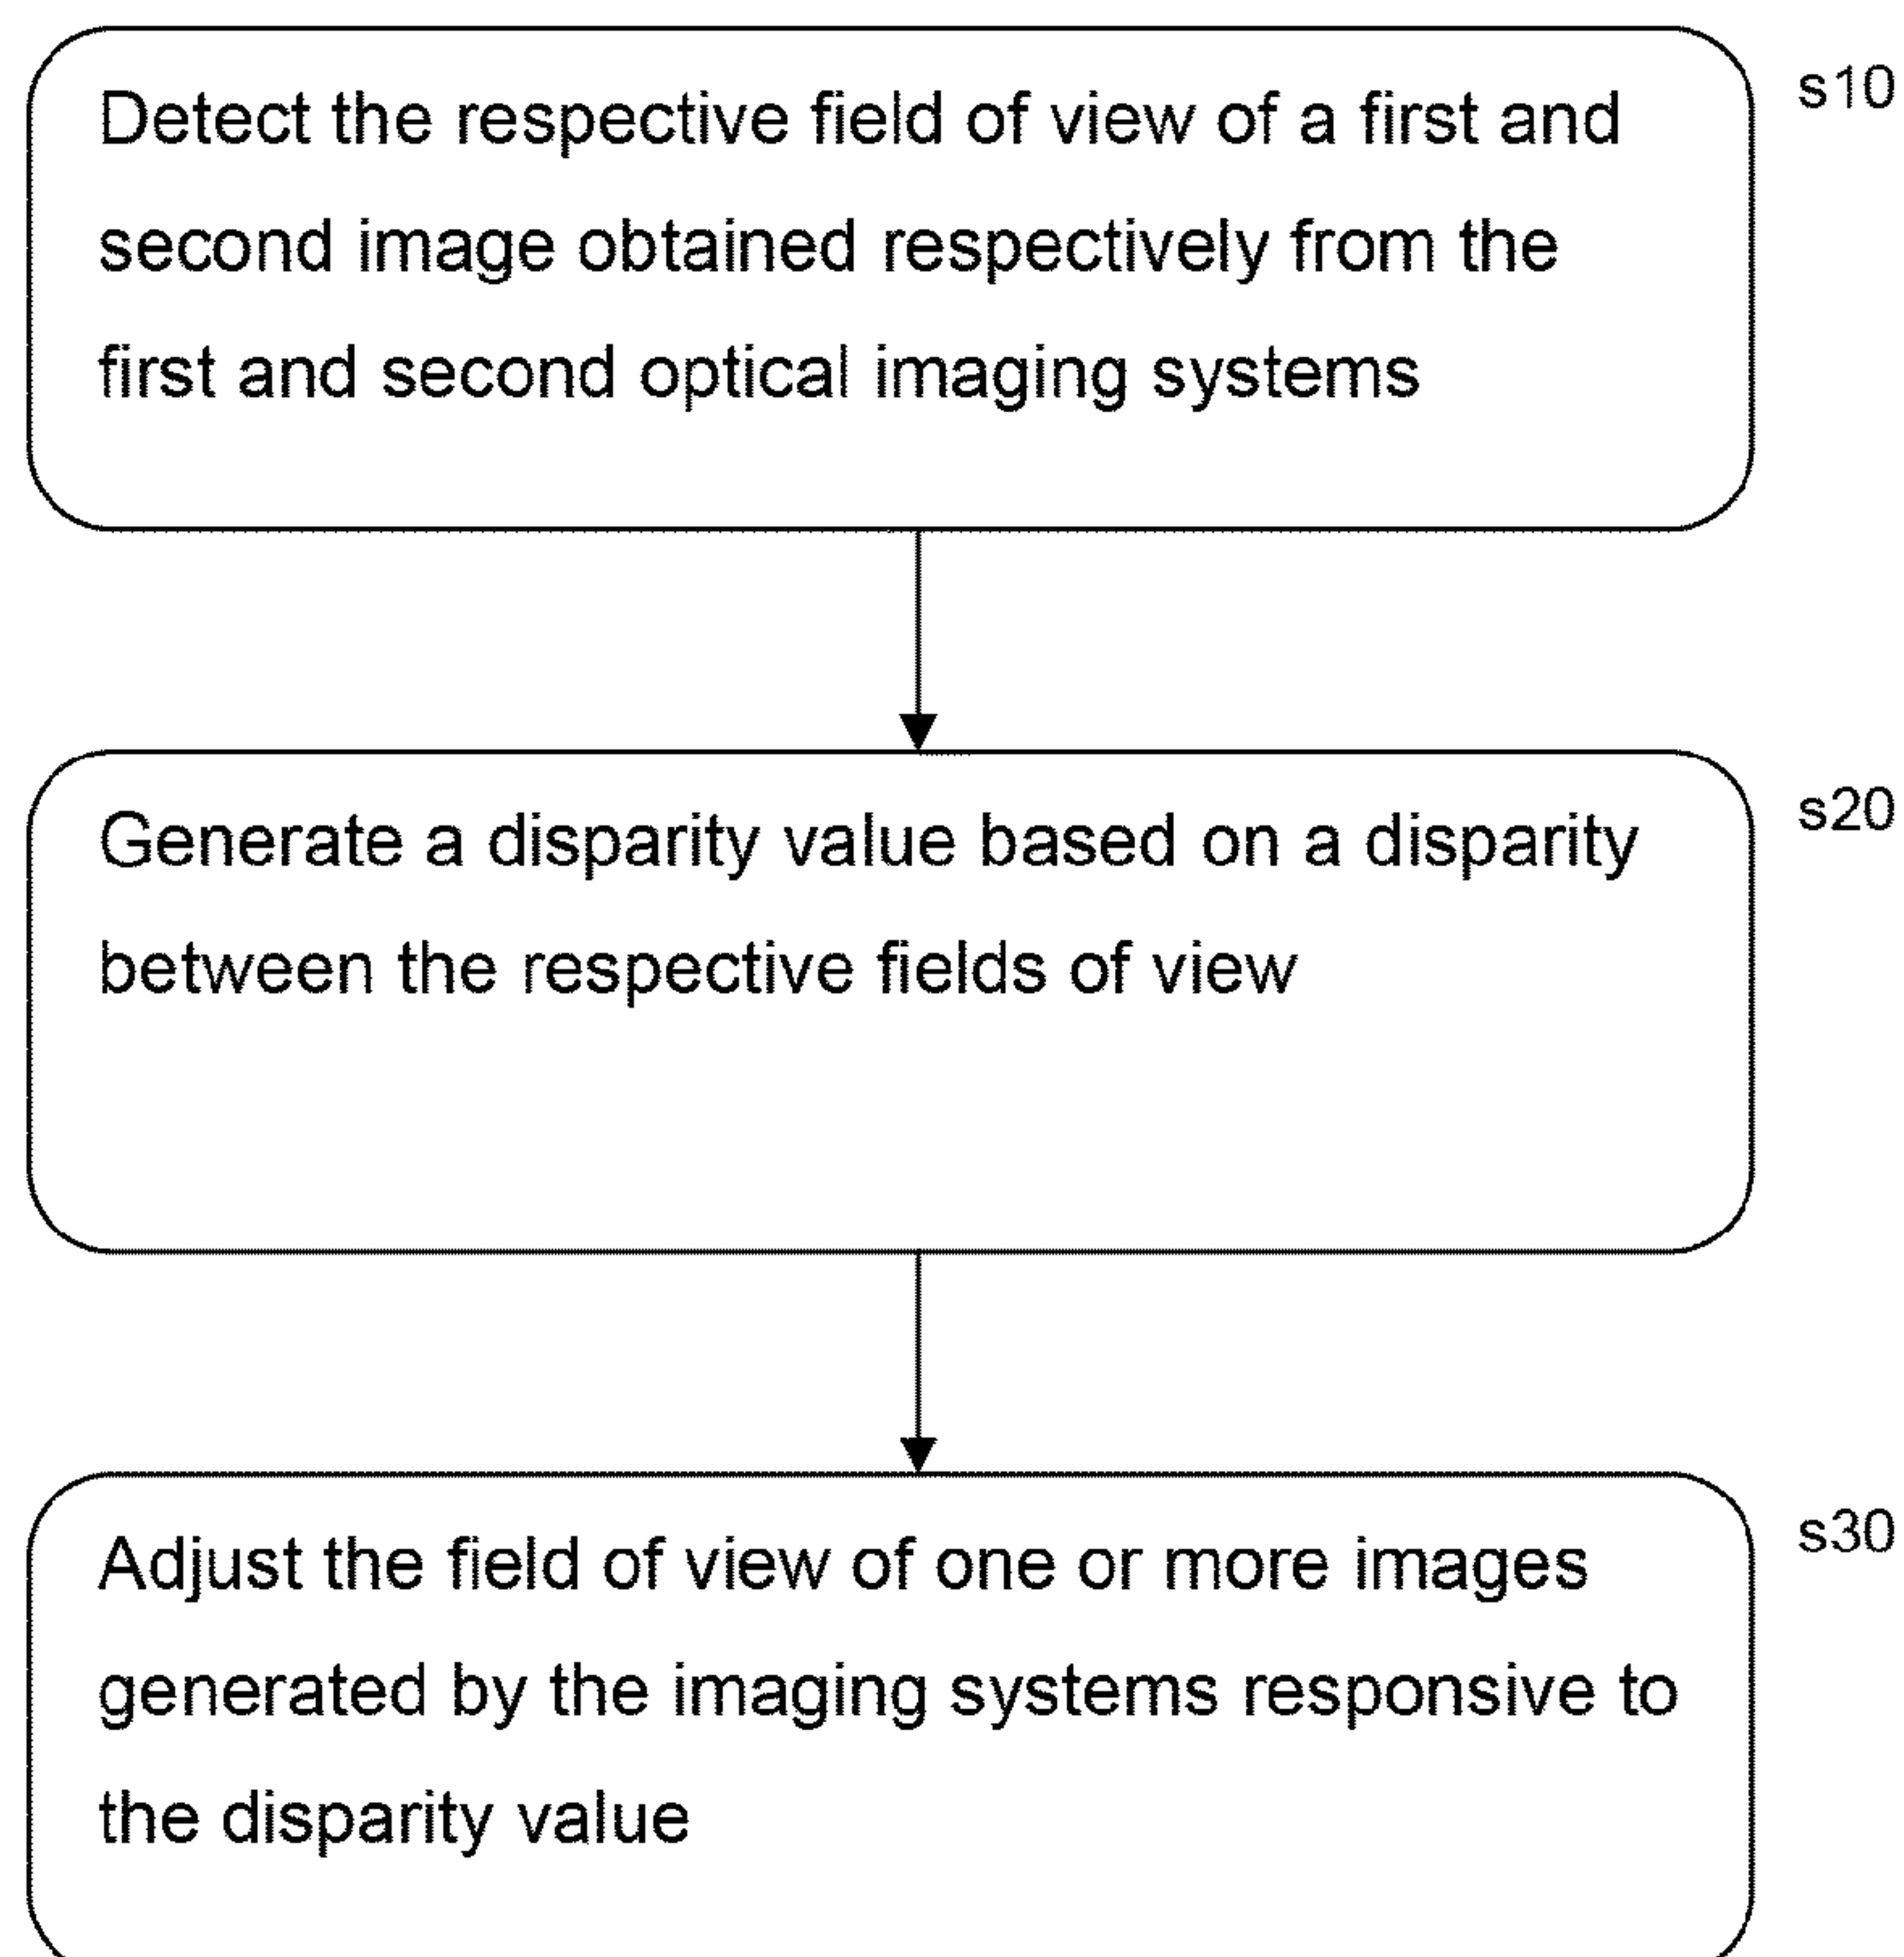 Detect the respective field of view of a first and
second image obtained respectively from the
first and second optical imaging systems
s10
Generate a disparity value based on a disparity
between the respective fields of view
s20
Adjust the field of view of one or more images
generated by the imaging systems responsive to
the disparity value
s30